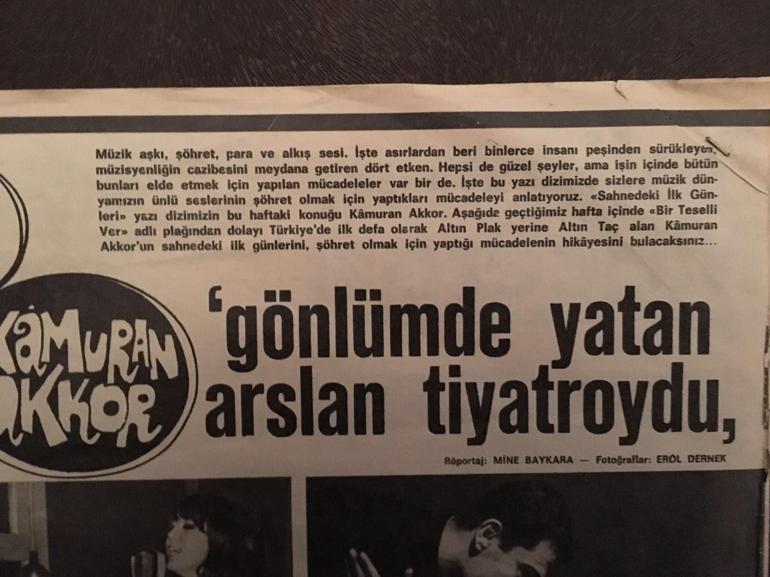 Müzik aşkı, şöhret, para ve alkış sesi. İşte asırlardan beri binlerce insanı peşinden sürükleyen,
müzisyenliğin cazibesini meydana getiren dört etken. Hepsi de güzel şeyler, ama işin içinde bütün
bunları elde etmek için yapılan mücadeleler var bir de. İşte bu yazı dizimizde sizlere müzik dün-
yamızın ünlü seslerinin şöhret olmak için yaptıkları mücadeleyi anlatıyoruz. «Sahnedeki İlk Gün-
leri» yazı dizimizin bu haftaki konuğu Kâmuran Akkor. Aşağıda geçtiğimiz hafta içinde «Bir Teselli
Ver» adlı plağından dolayı Türkiye'de ilk defa olarak Altın Plak yerine Altın Taç alan Kâmuran
Akkor'un sahnedeki ilk günlerini, şöhret olmak için yaptığı mücadelenin hikâyesini bulacaksınız...
KÂMURAN
AKKOR
'gönlümde yatan
arslan tiyatroydu,
Röportaj: MİNE BAYKARA — Fotoğraflar: EROL DERNEK